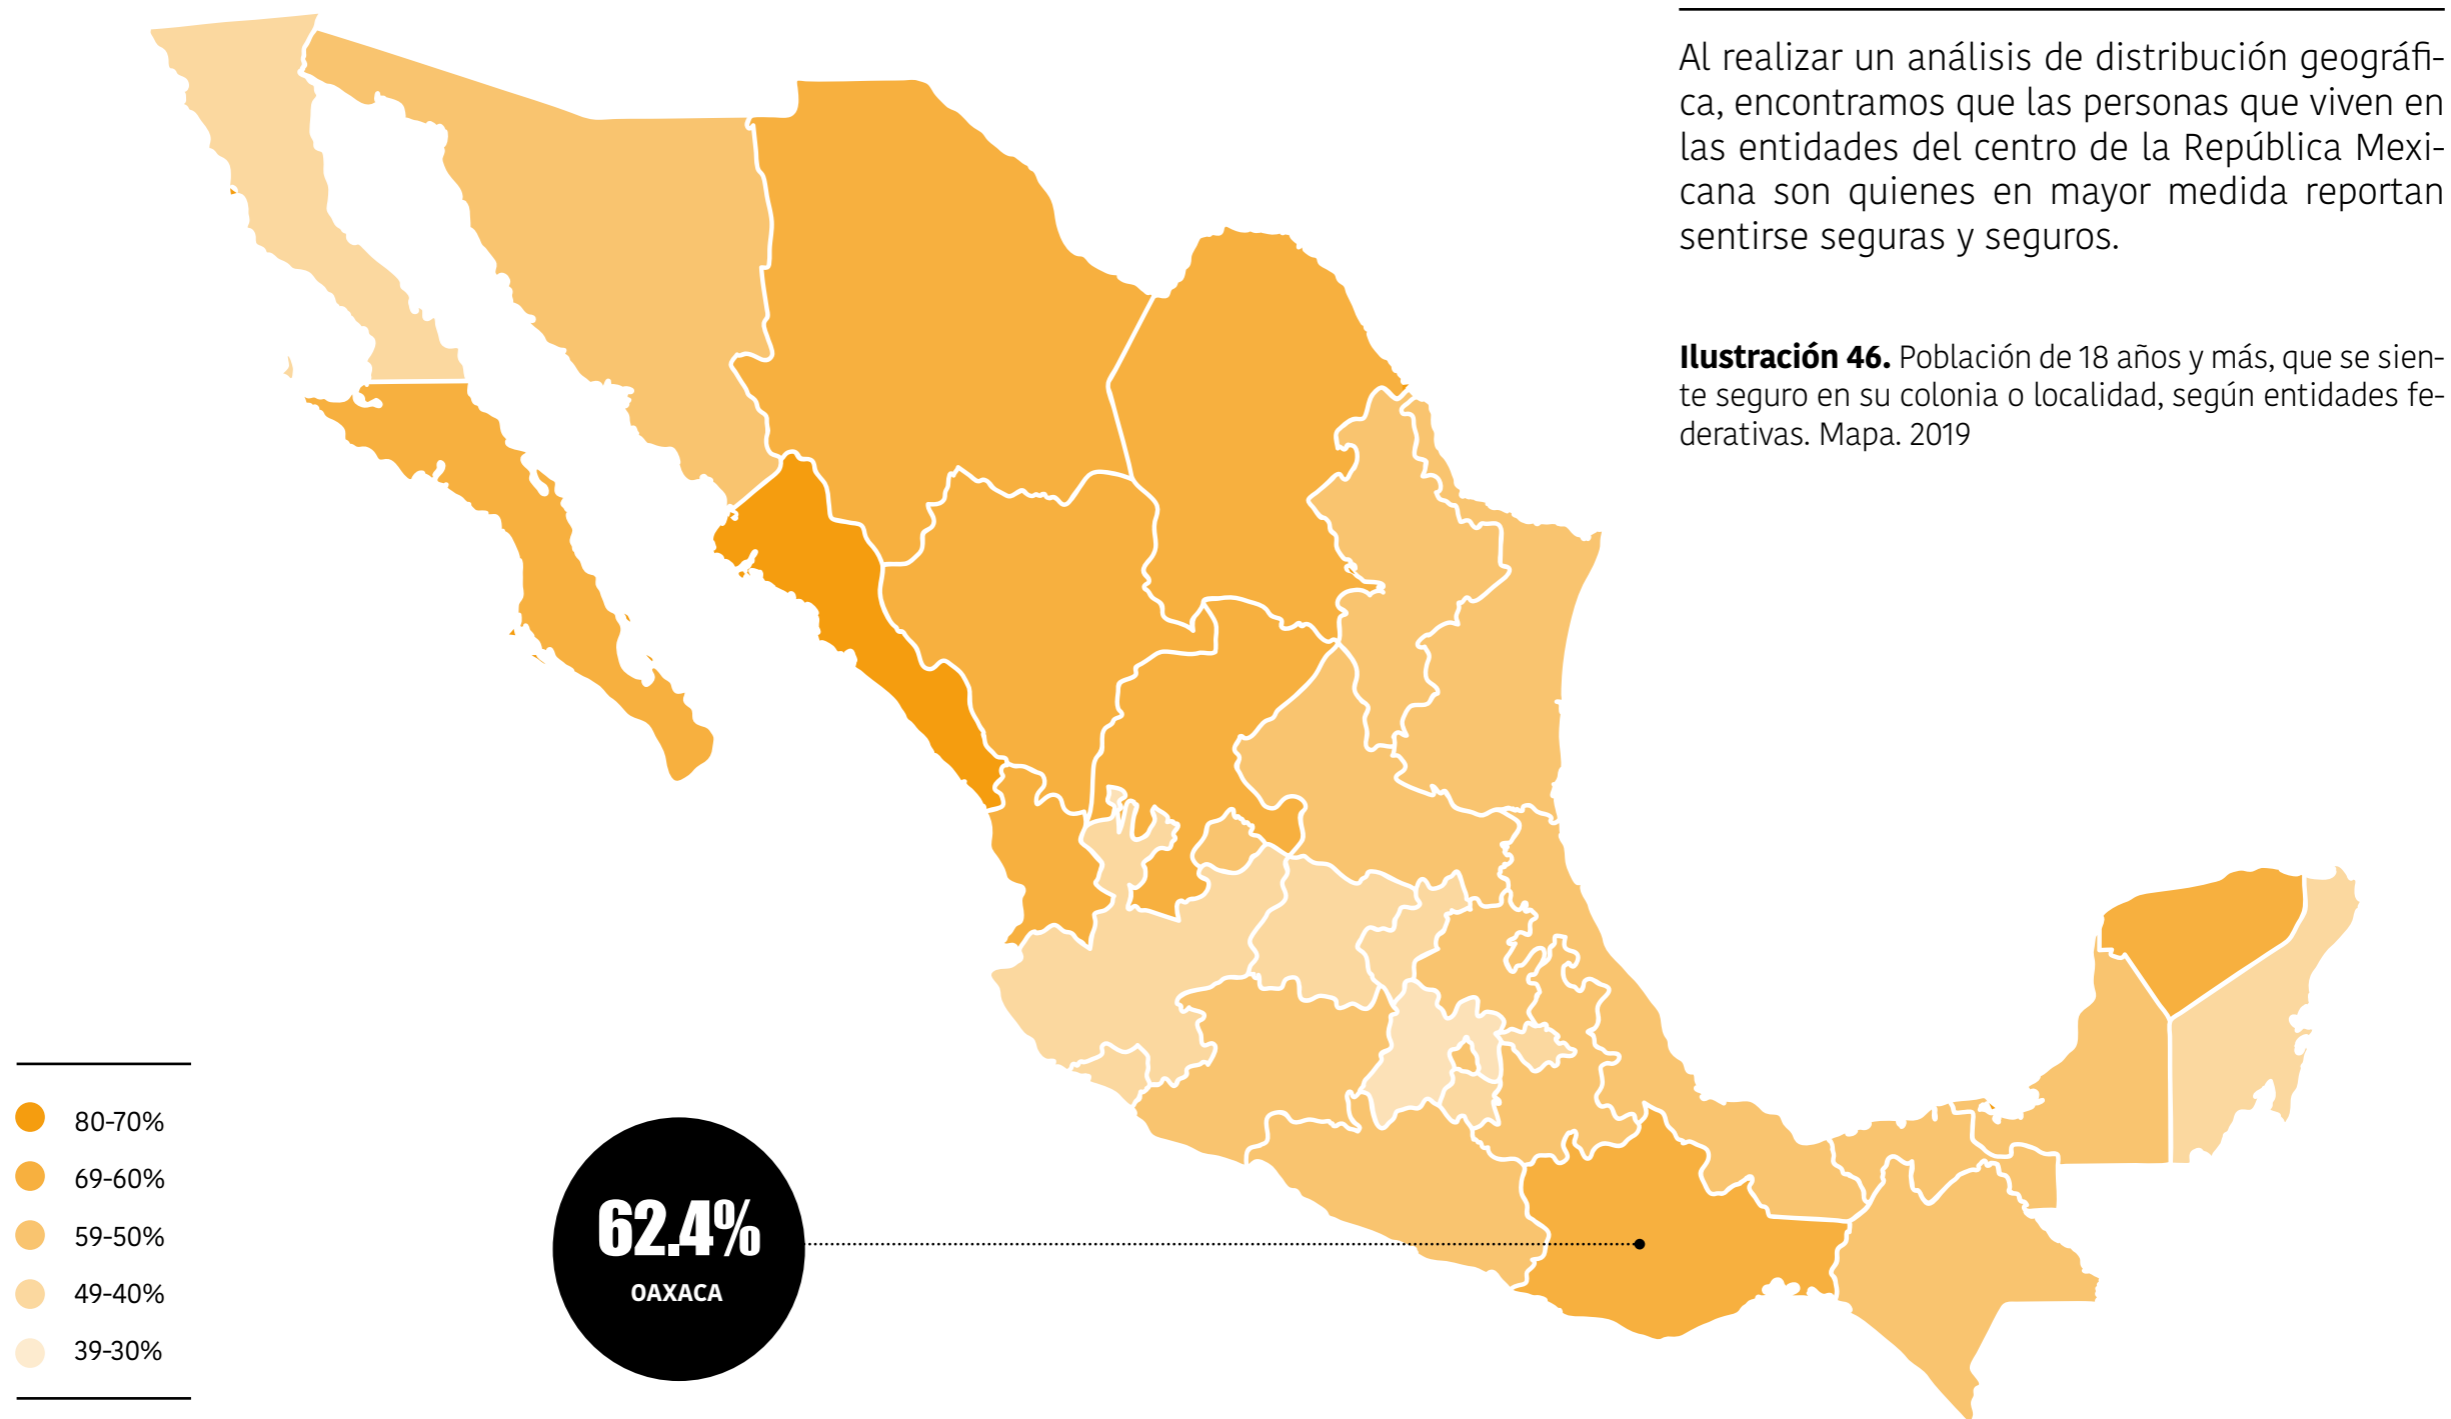 Al realizar un análisis de distribución geográfi-
ca, encontramos que las personas que viven en
las entidades del centro de la República Mexi-
cana son quienes en mayor medida reportan
sentirse seguras y seguros.
Ilustración 46. Población de 18 años y más, que se sien-
te seguro en su colonia o localidad, según entidades fe-
derativas. Mapa. 2019
80-70%
69-60%
59-50%
49-40%
39-30%
62.4%
OAXACA